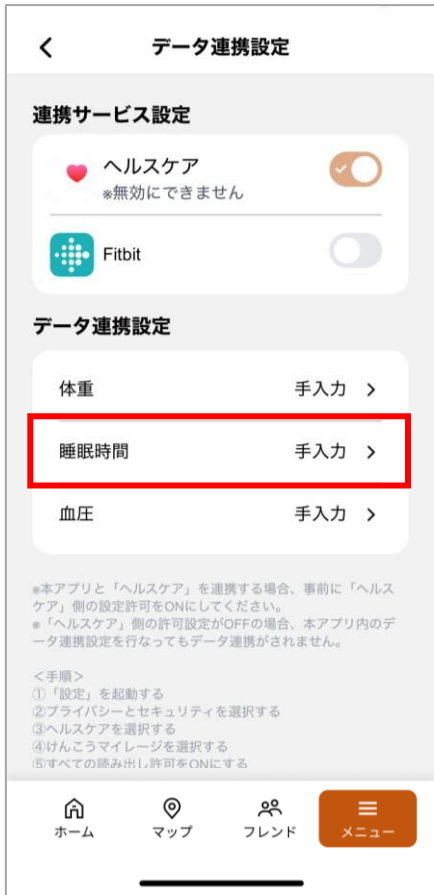 データ連携設定
連携サービス設定
ヘルスケア
※無効にできません
Fitbit
データ連携設定
体重 手入力
睡眠時間 手入力
血圧 手入力
※本アプリと「ヘルスケア」を連携する場合、事前に「ヘルス
ケア」側の設定許可をONにしてください。
※「ヘルスケア」側の許可設定がOFFの場合、本アプリ内のデ
ータ連携設定を行なってもデータ連携がされません。
＜手順＞
①「設定」を起動する
②プライバシーとセキュリティを選択する
③ヘルスケアを選択する
④けんこうマイレージを選択する
⑤すべての読み出し許可をONにする
ホーム マップ フレンド メニュー